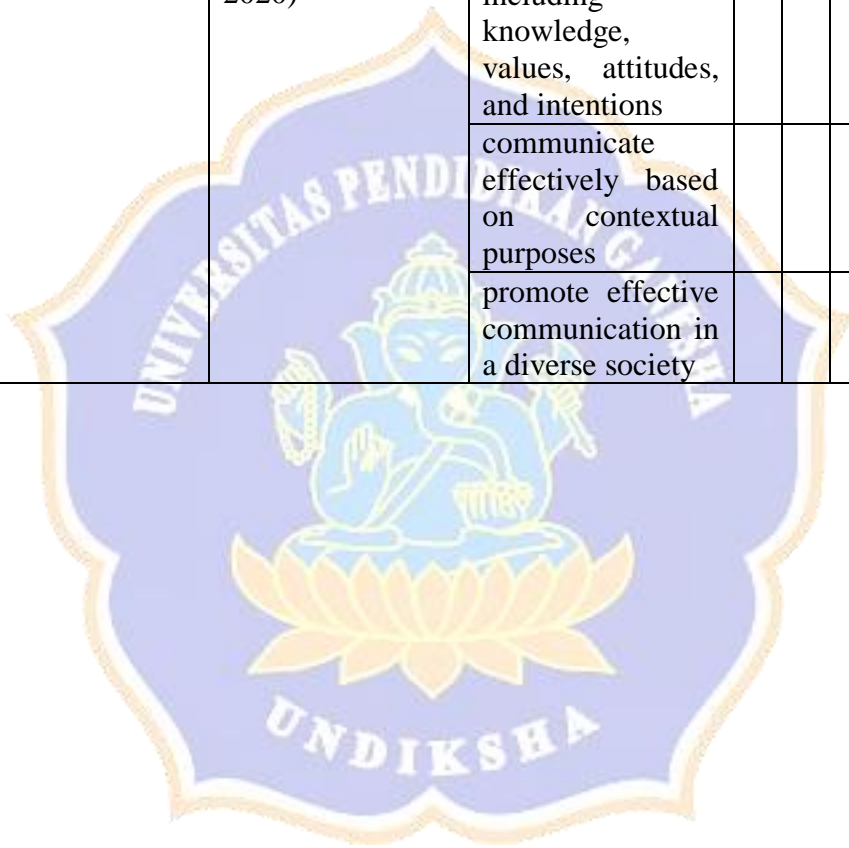 2020)
including
knowledge,
values, attitudes,
and intentions
communicate
effectively based
on contextual
purposes
promote effective
communication in
a diverse society
UNIVERSITAS PENDIDIKAN GANESHA
UNDIKSHA